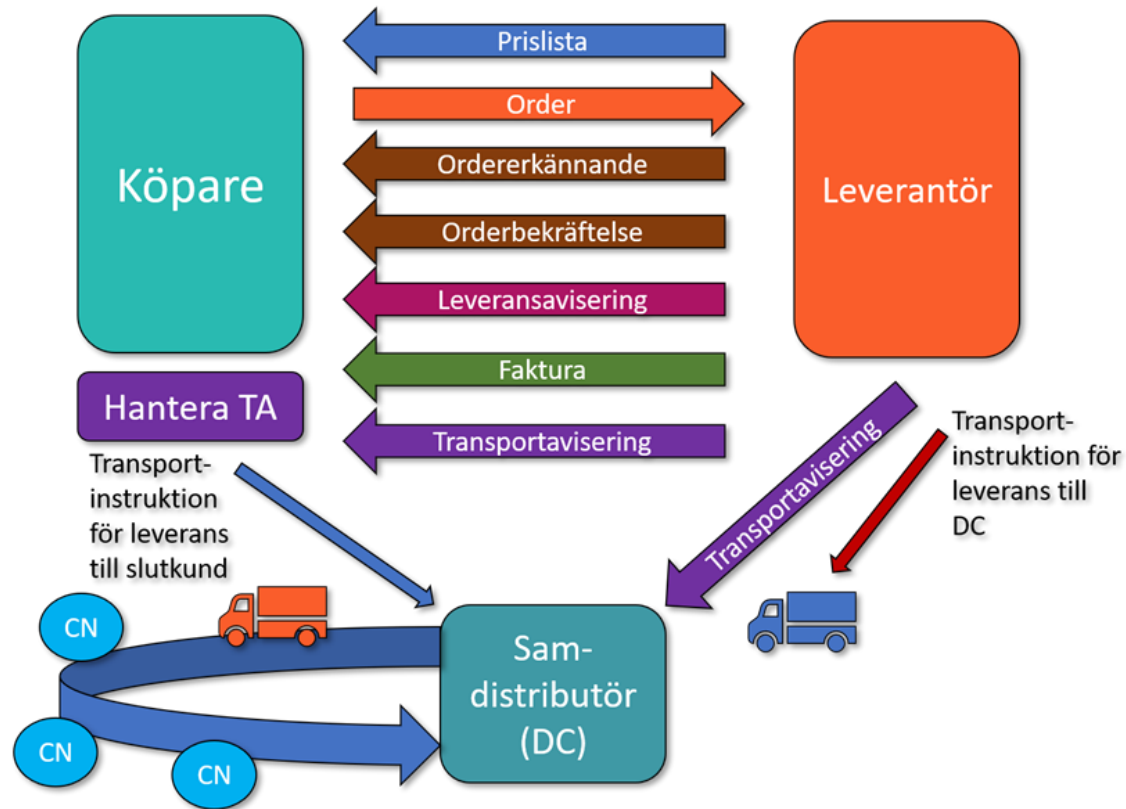 Prislista
Order
Köpare
Ordererkännande
Leverantör
Orderbekräftelse
Leveransavisering
Faktura
Hantera TA
Transportavisering
Transport-
instruktion
för leverans
till slutkund
Transportavisering
Transport-
instruktion för
leverans till
DC
CN
CN
CN
Sam-
distributör
(DC)